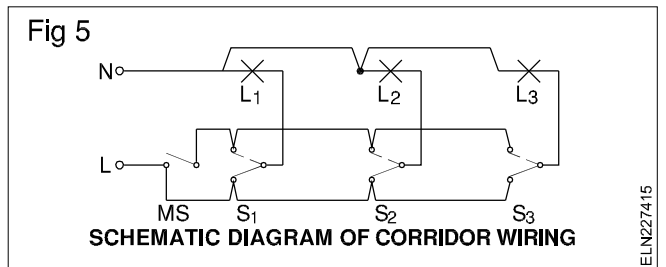 Fig 5
N
L₁ L₂ L₃
L
MS S₁ S₂ S₃
SCHEMATIC DIAGRAM OF CORRIDOR WIRING
ELN227415